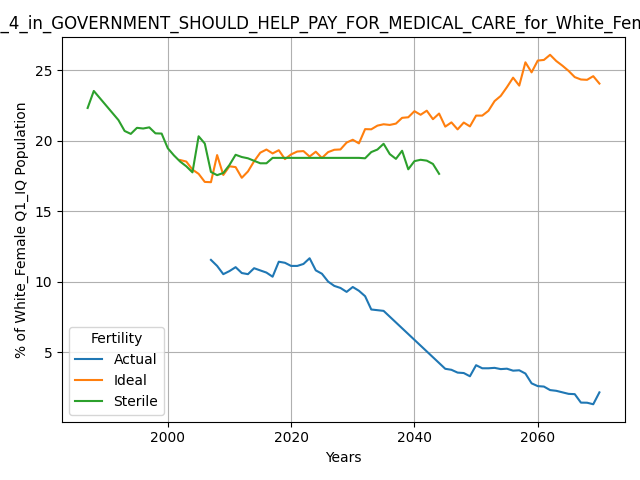 _4_in_GOVERNMENT_SHOULD_HELP_PAY_FOR_MEDICAL_CARE_for_White_Fem
% of White_Female Q1_IQ Population
25
20
15
10
5
Fertility
Actual
Ideal
Sterile
2000
2020
2040
2060
Years